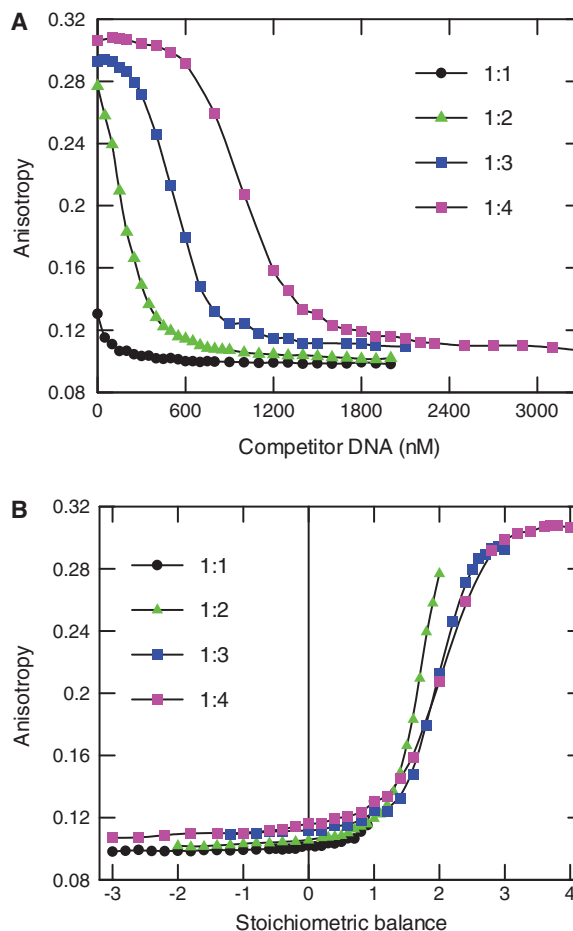 A
0.32
0.28
0.24
0.2
0.16
0.12
0.08
Anisotropy
1:1
1:2
1:3
1:4
0 600 1200 1800 2400 3000
Competitor DNA (nM)
B
0.32
0.28
0.24
0.2
0.16
0.12
0.08
Anisotropy
1:1
1:2
1:3
1:4
-3 -2 -1 0 1 2 3 4
Stoichiometric balance